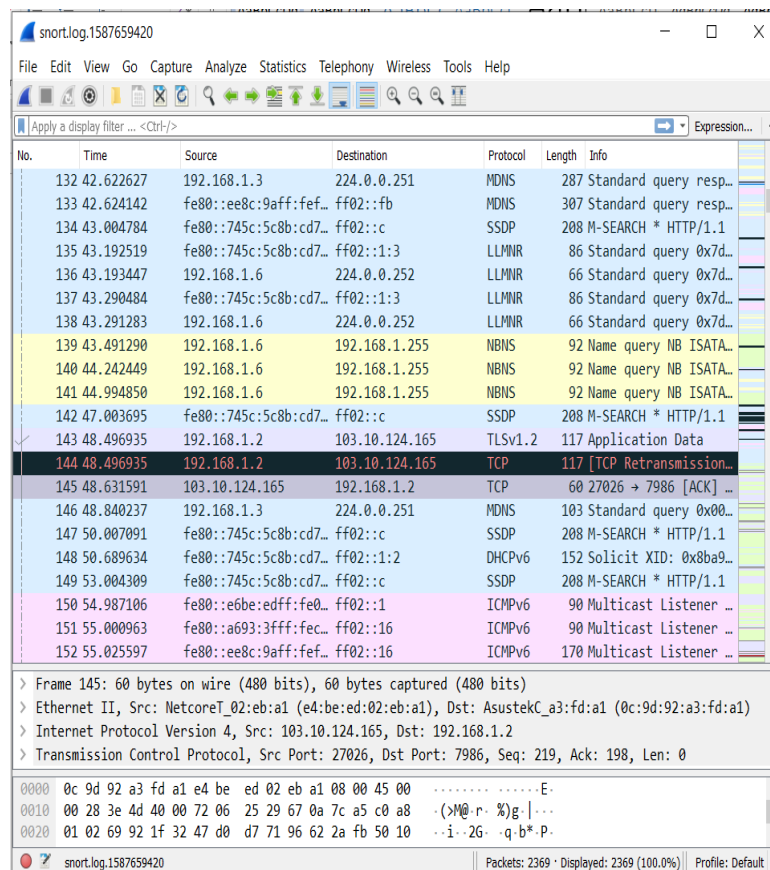 snort.log.1587659420
File Edit View Go Capture Analyze Statistics Telephony Wireless Tools Help
Apply a display filter ... <Ctrl-/> Expression...
No. Time Source Destination Protocol Length Info
132 42.622627 192.168.1.3 224.0.0.251 MDNS 287 Standard query resp...
133 42.624142 fe80::ee8c:9aff:fef... ff02::fb MDNS 307 Standard query resp...
134 43.004784 fe80::745c:5c8b:cd7... ff02::c SSDP 208 M-SEARCH * HTTP/1.1
135 43.192519 fe80::745c:5c8b:cd7... ff02::1:3 LLMNR 86 Standard query 0x7d...
136 43.193447 192.168.1.6 224.0.0.252 LLMNR 66 Standard query 0x7d...
137 43.290484 fe80::745c:5c8b:cd7... ff02::1:3 LLMNR 86 Standard query 0x7d...
138 43.291283 192.168.1.6 224.0.0.252 LLMNR 66 Standard query 0x7d...
139 43.491290 192.168.1.6 192.168.1.255 NBNS 92 Name query NB ISATA...
140 44.242449 192.168.1.6 192.168.1.255 NBNS 92 Name query NB ISATA...
141 44.994850 192.168.1.6 192.168.1.255 NBNS 92 Name query NB ISATA...
142 47.003695 fe80::745c:5c8b:cd7... ff02::c SSDP 208 M-SEARCH * HTTP/1.1
143 48.496935 192.168.1.2 103.10.124.165 TLSv1.2 117 Application Data
144 48.496935 192.168.1.2 103.10.124.165 TCP 117 [TCP Retransmission...
145 48.631591 103.10.124.165 192.168.1.2 TCP 60 27026 → 7986 [ACK] ...
146 48.840237 192.168.1.3 224.0.0.251 MDNS 103 Standard query 0x00...
147 50.007091 fe80::745c:5c8b:cd7... ff02::c SSDP 208 M-SEARCH * HTTP/1.1
148 50.689634 fe80::745c:5c8b:cd7... ff02::1:2 DHCPv6 152 Solicit XID: 0x8ba9...
149 53.004309 fe80::745c:5c8b:cd7... ff02::c SSDP 208 M-SEARCH * HTTP/1.1
150 54.987106 fe80::e6be:edff:fe0... ff02::1 ICMPv6 90 Multicast Listener ...
151 55.000963 fe80::a693:3fff:fec... ff02::16 ICMPv6 90 Multicast Listener ...
152 55.025597 fe80::ee8c:9aff:fef... ff02::16 ICMPv6 170 Multicast Listener ...
> Frame 145: 60 bytes on wire (480 bits), 60 bytes captured (480 bits)
> Ethernet II, Src: NetcoreT_02:eb:a1 (e4:be:ed:02:eb:a1), Dst: AsustekC_a3:fd:a1 (0c:9d:92:a3:fd:a1)
> Internet Protocol Version 4, Src: 103.10.124.165, Dst: 192.168.1.2
> Transmission Control Protocol, Src Port: 27026, Dst Port: 7986, Seq: 219, Ack: 198, Len: 0
0000 0c 9d 92 a3 fd a1 e4 be ed 02 eb a1 08 00 45 00 ········ ······E·
0010 00 28 3e 4d 40 00 72 06 25 29 67 0a 7c a5 c0 a8 ·(>M@·r· %)g·|···
0020 01 02 69 92 1f 32 47 d0 d7 71 96 62 2a fb 50 10 ··i··2G· ·q·b*·P·
snort.log.1587659420 Packets: 2369 · Displayed: 2369 (100.0%) Profile: Default